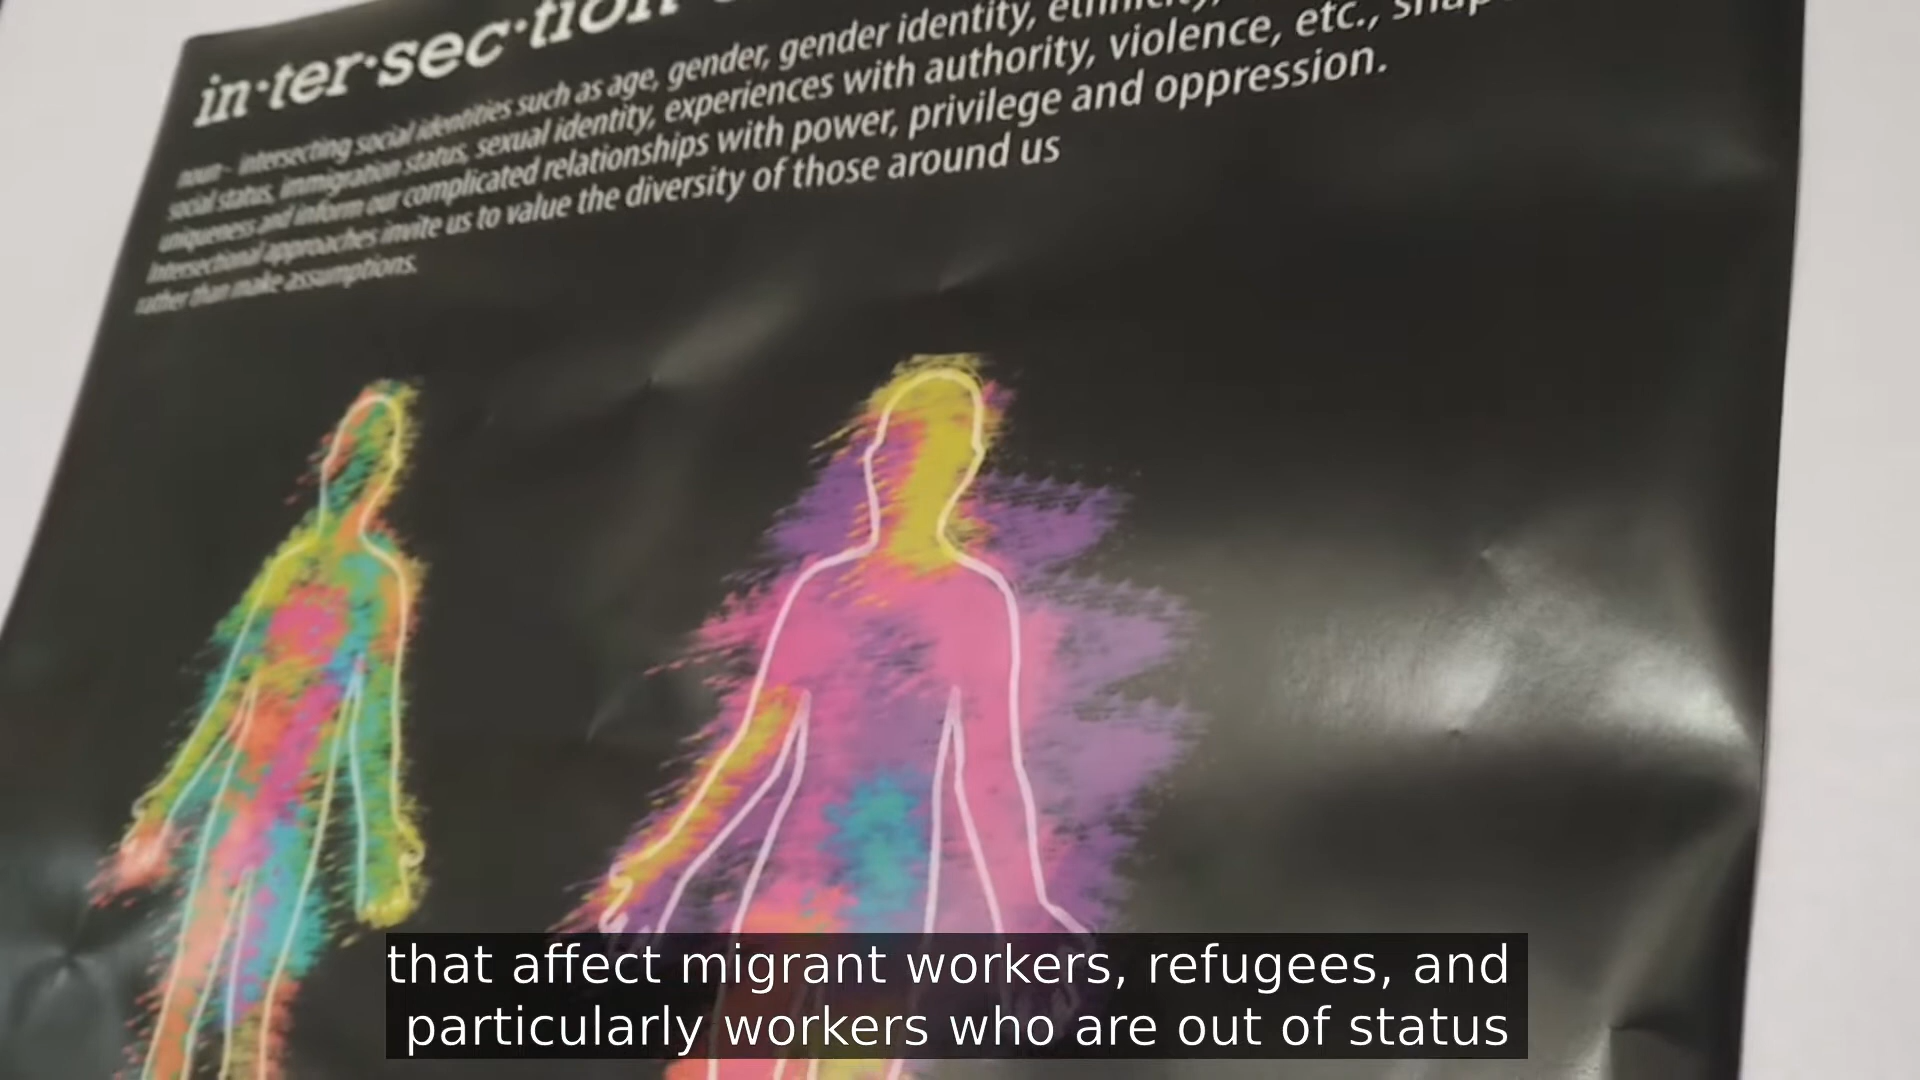 in·ter·sec·tion
noun - intersecting social identities such as age, gender, gender identity, ethnicity,
social status, immigration status, sexual identity, experiences with authority, violence, etc.,
uniqueness and inform our complicated relationships with power, privilege and oppression.
Intersectional approaches invite us to value the diversity of those around us
rather than make assumptions.
that affect migrant workers, refugees, and
particularly workers who are out of status